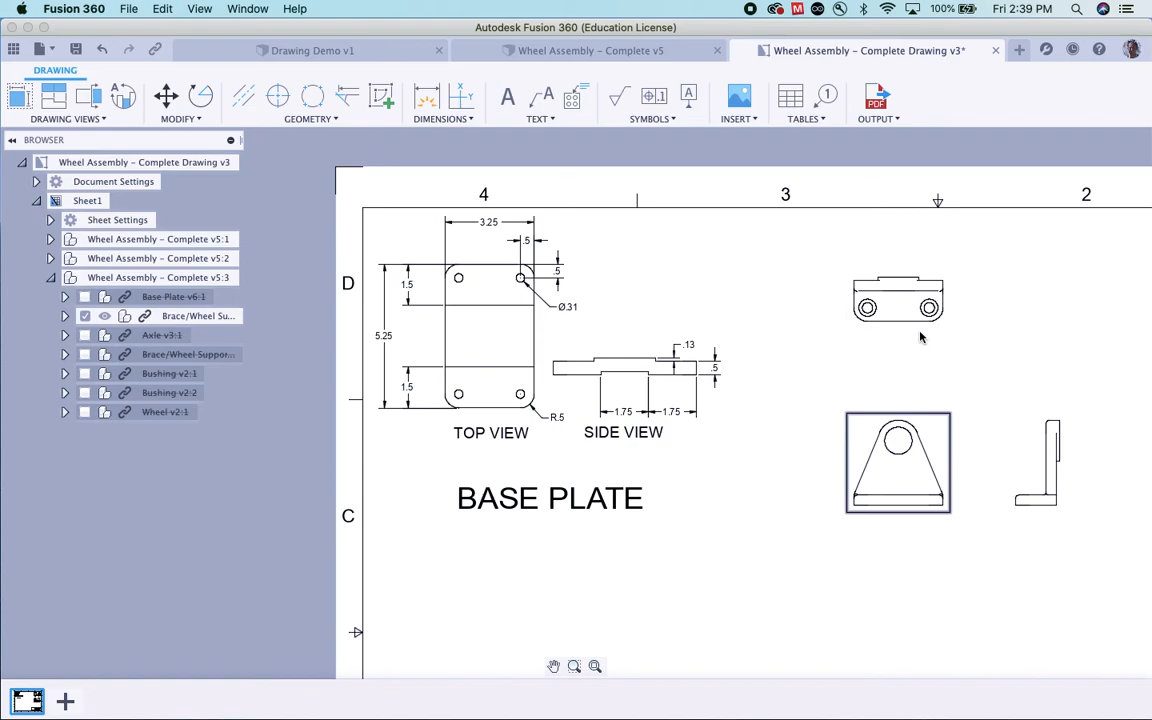 Fusion 360 File Edit View Window Help 100% Fri 2:39 PM
Autodesk Fusion 360 (Education License)
Drawing Demo v1 Wheel Assembly - Complete v5 Wheel Assembly - Complete Drawing v3*
DRAWING
DRAWING VIEWS MODIFY GEOMETRY DIMENSIONS TEXT SYMBOLS INSERT TABLES OUTPUT
PDF
BROWSER
Wheel Assembly - Complete Drawing v3
Document Settings
Sheet1
Sheet Settings
Wheel Assembly - Complete v5:1
Wheel Assembly - Complete v5:2
Wheel Assembly - Complete v5:3
Base Plate v6:1
Brace/Wheel Su...
Axle v3:1
Brace/Wheel Suppor...
Bushing v2:1
Bushing v2:2
Wheel v2:1
4 3 2
3.25
.5
D
1.5
.5
Ø.31
5.25
.13
.5
1.5
1.75 1.75
R.5
TOP VIEW SIDE VIEW
BASE PLATE
C